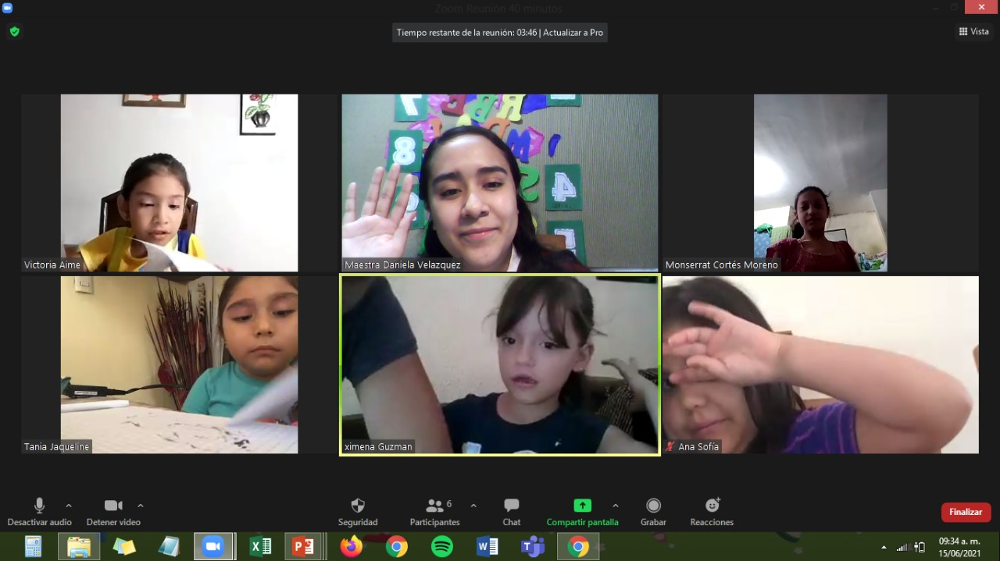 Zoom Reunión 40 minutos
Tiempo restante de la reunión: 03:46 | Actualizar a Pro
Vista
8
4
Victoria Aime
Maestra Daniela Velazquez
Monserrat Cortés Moreno
Tania Jaqueline
ximena Guzman
Ana Sofía
6
Desactivar audio
Detener video
Seguridad
Participantes
Chat
Compartir pantalla
Grabar
Reacciones
Finalizar
09:34 a. m.
15/06/2021